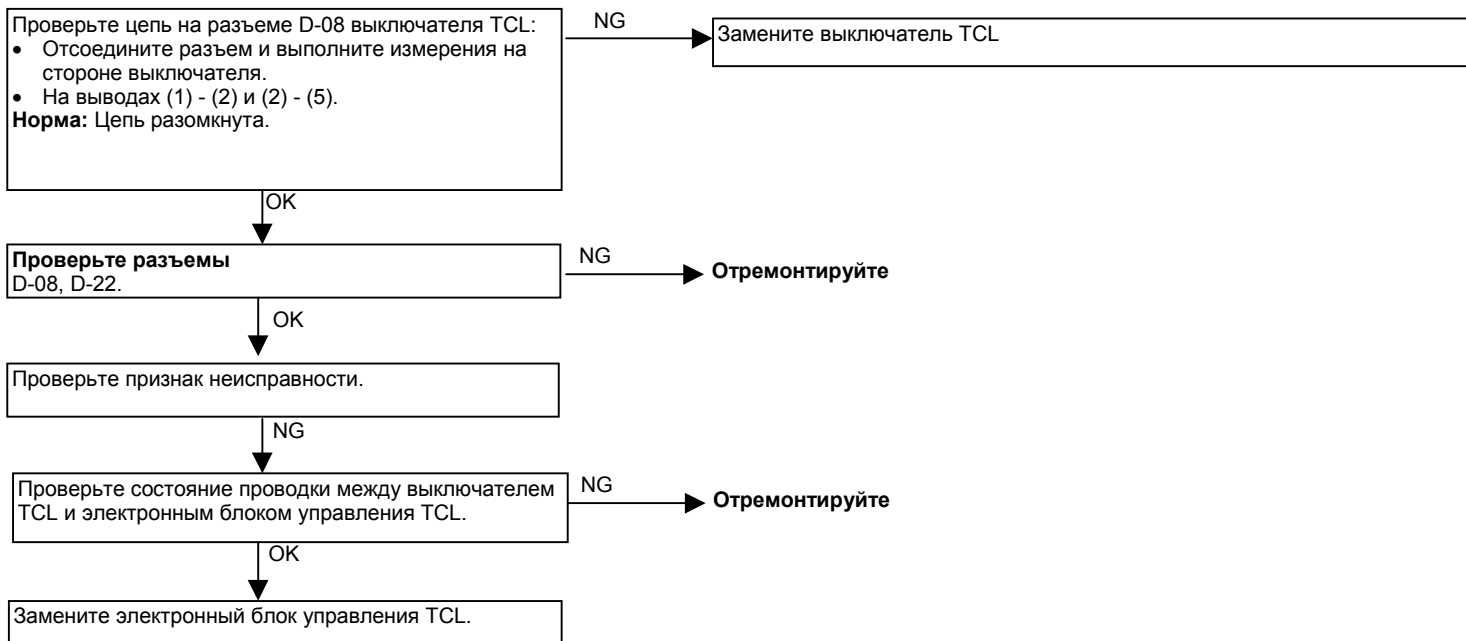 Проверьте цепь на разъеме D-08 выключателя TCL:
• Отсоедините разъем и выполните измерения на
стороне выключателя.
• На выводах (1) - (2) и (2) - (5).
Норма: Цепь разомкнута.
NG
Замените выключатель TCL
OK
Проверьте разъемы
D-08, D-22.
NG
Отремонтируйте
OK
Проверьте признак неисправности.
NG
Проверьте состояние проводки между выключателем
TCL и электронным блоком управления TCL.
NG
Отремонтируйте
OK
Замените электронный блок управления TCL.